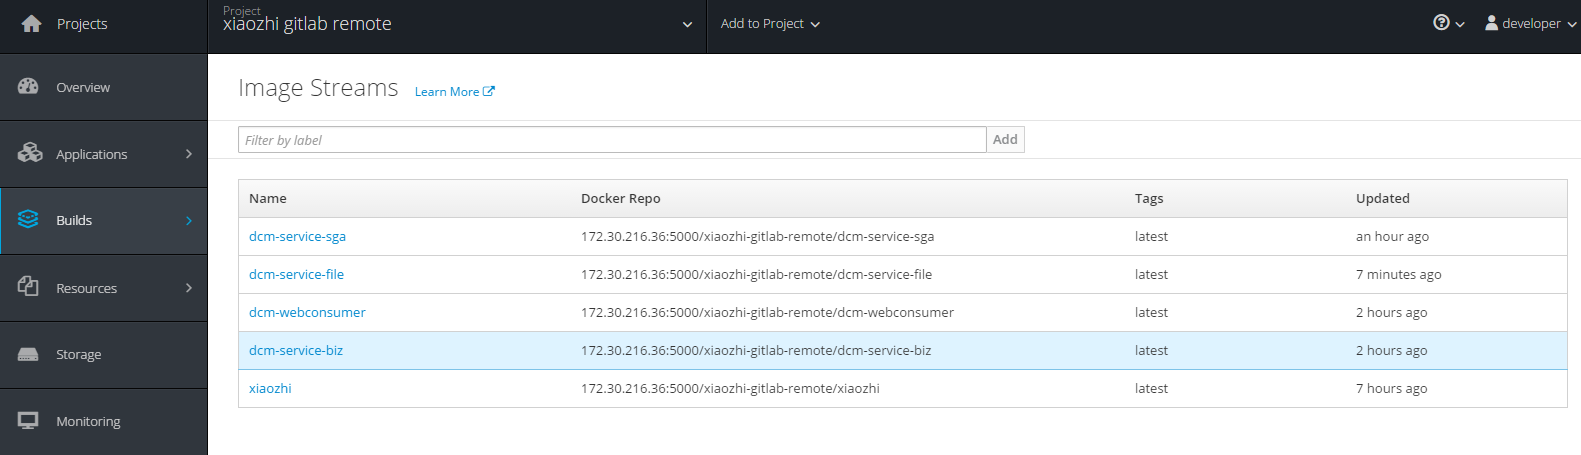 Projects
Project
xiaozhi gitlab remote
Add to Project
developer
Overview
Applications
Builds
Resources
Storage
Monitoring
Image Streams Learn More
Filter by label Add
Name Docker Repo Tags Updated
dcm-service-sga 172.30.216.36:5000/xiaozhi-gitlab-remote/dcm-service-sga latest an hour ago
dcm-service-file 172.30.216.36:5000/xiaozhi-gitlab-remote/dcm-service-file latest 7 minutes ago
dcm-webconsumer 172.30.216.36:5000/xiaozhi-gitlab-remote/dcm-webconsumer latest 2 hours ago
dcm-service-biz 172.30.216.36:5000/xiaozhi-gitlab-remote/dcm-service-biz latest 2 hours ago
xiaozhi 172.30.216.36:5000/xiaozhi-gitlab-remote/xiaozhi latest 7 hours ago